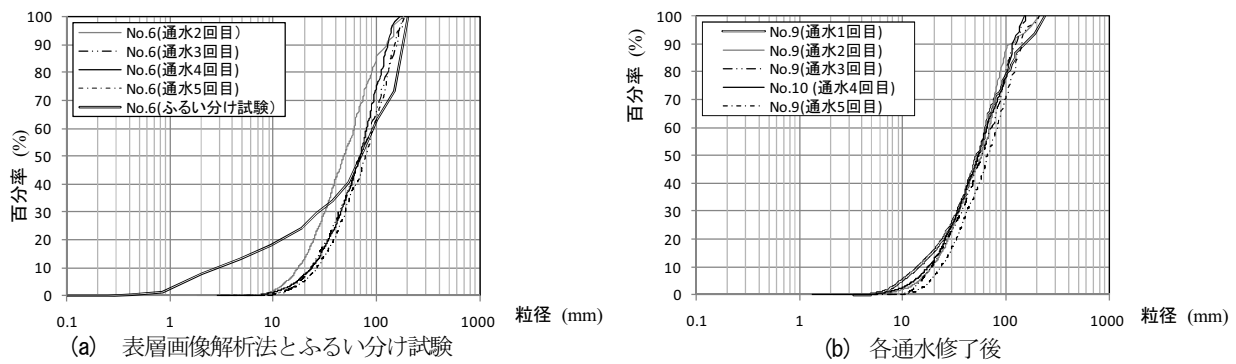 100
90
80
70
60
50
40
30
20
10
0
百分率 (%)
No.6(通水2回目)
No.6(通水3回目)
No.6(通水4回目)
No.6(通水5回目)
No.6(ふるい分け試験)
0.1 1 10 100 1000
粒径 (mm)
(a) 表層画像解析法とふるい分け試験
100
90
80
70
60
50
40
30
20
10
0
百分率 (%)
No.9(通水1回目)
No.9(通水2回目)
No.9(通水3回目)
No.10 (通水4回目)
No.9(通水5回目)
0.1 1 10 100 1000
粒径 (mm)
(b) 各通水修了後